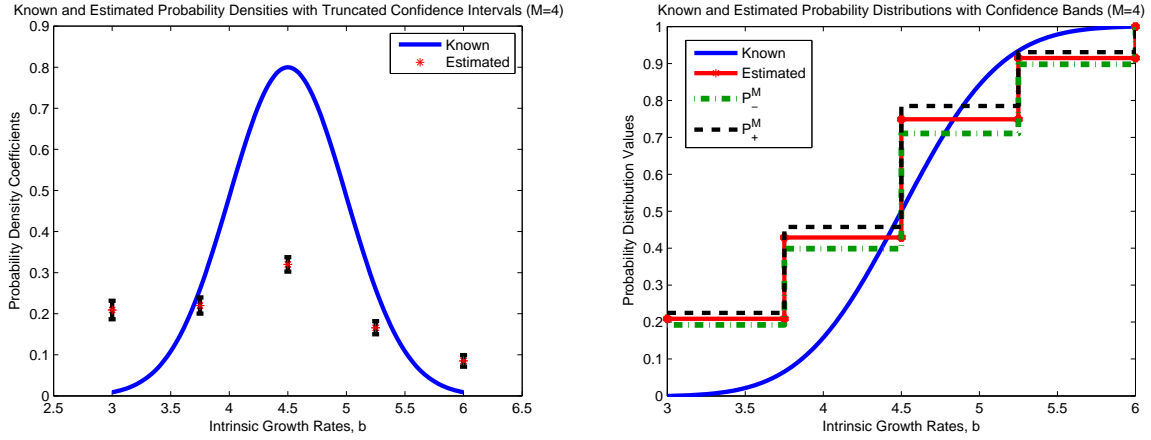 Known and Estimated Probability Densities with Truncated Confidence Intervals (M=4)
Known
Estimated
Probability Density Coefficients
0.9
0.8
0.7
0.6
0.5
0.4
0.3
0.2
0.1
0
2.5 3 3.5 4 4.5 5 5.5 6 6.5
Intrinsic Growth Rates, b
Known and Estimated Probability Distributions with Confidence Bands (M=4)
Known
Estimated
P_-^M
P_+^M
Probability Distribution Values
1
0.9
0.8
0.7
0.6
0.5
0.4
0.3
0.2
0.1
0
3 3.5 4 4.5 5 5.5 6
Intrinsic Growth Rates, b